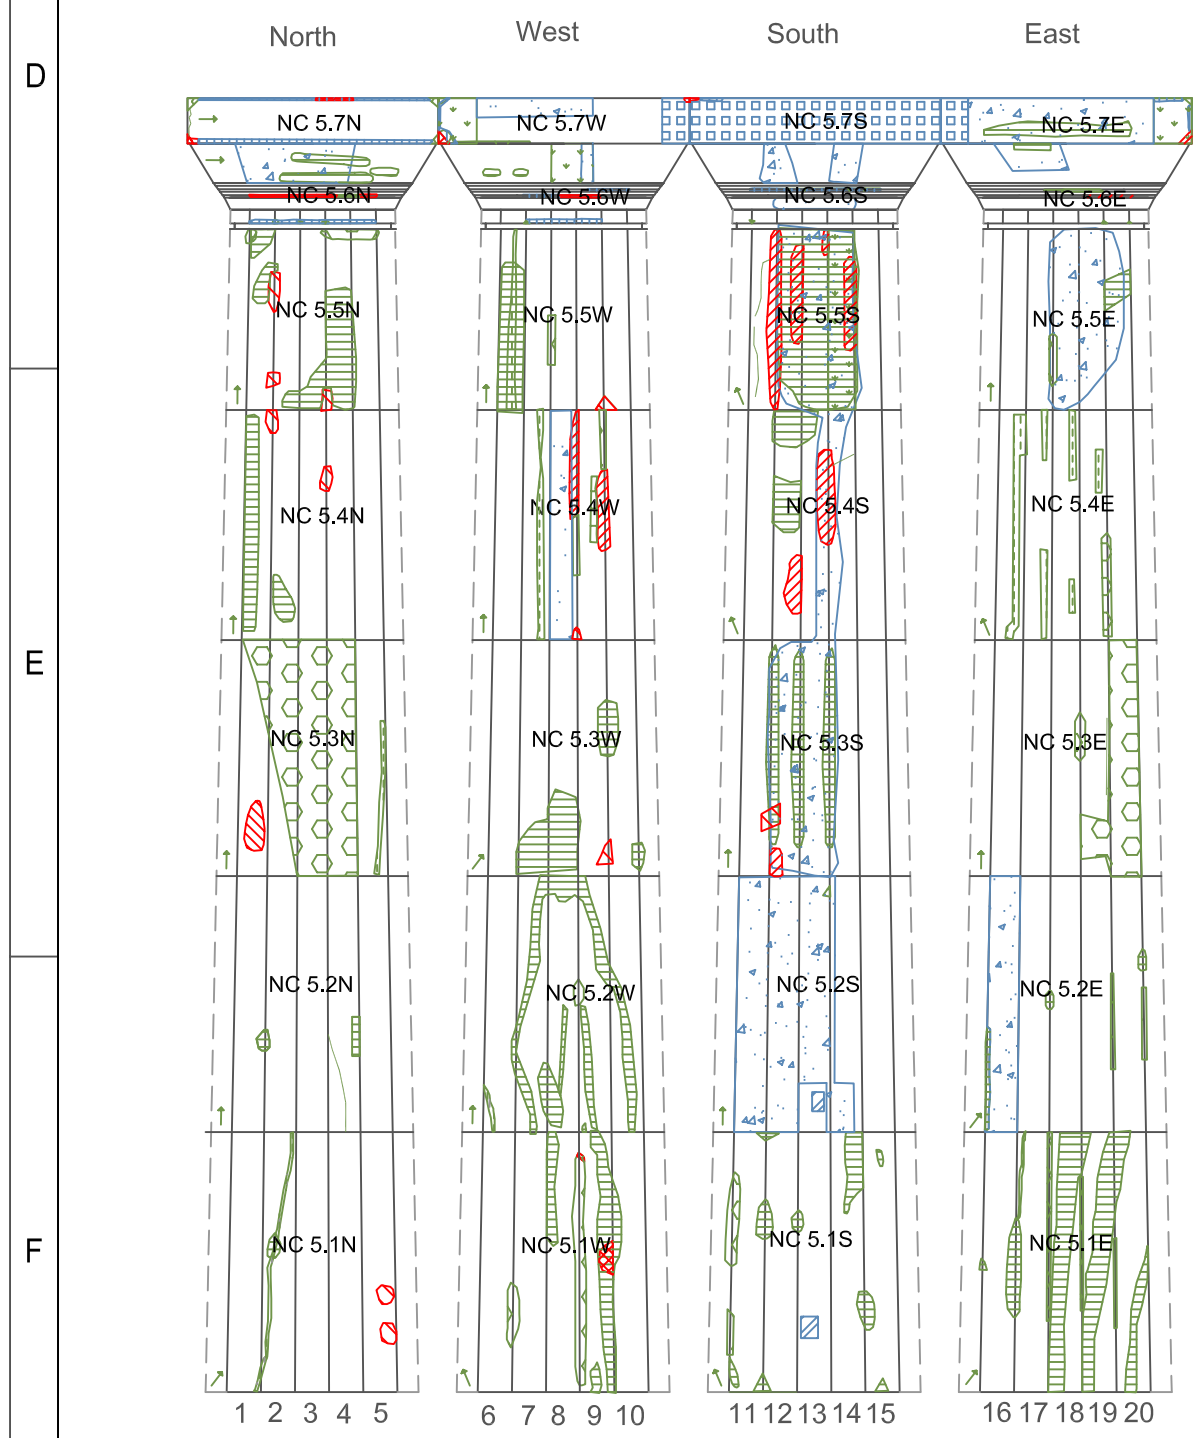 North West South East
D
NC 5.7N NC 5.7W NC 5.7S NC 5.7E
NC 5.6N NC 5.6W NC 5.6S NC 5.6E
NC 5.5N NC 5.5W NC 5.5S NC 5.5E
NC 5.4N NC 5.4W NC 5.4S NC 5.4E
E
NC 5.3N NC 5.3W NC 5.3S NC 5.3E
NC 5.2N NC 5.2W NC 5.2S NC 5.2E
F
NC 5.1N NC 5.1W NC 5.1S NC 5.1E
1 2 3 4 5 6 7 8 9 10 11 12 13 14 15 16 17 18 19 20